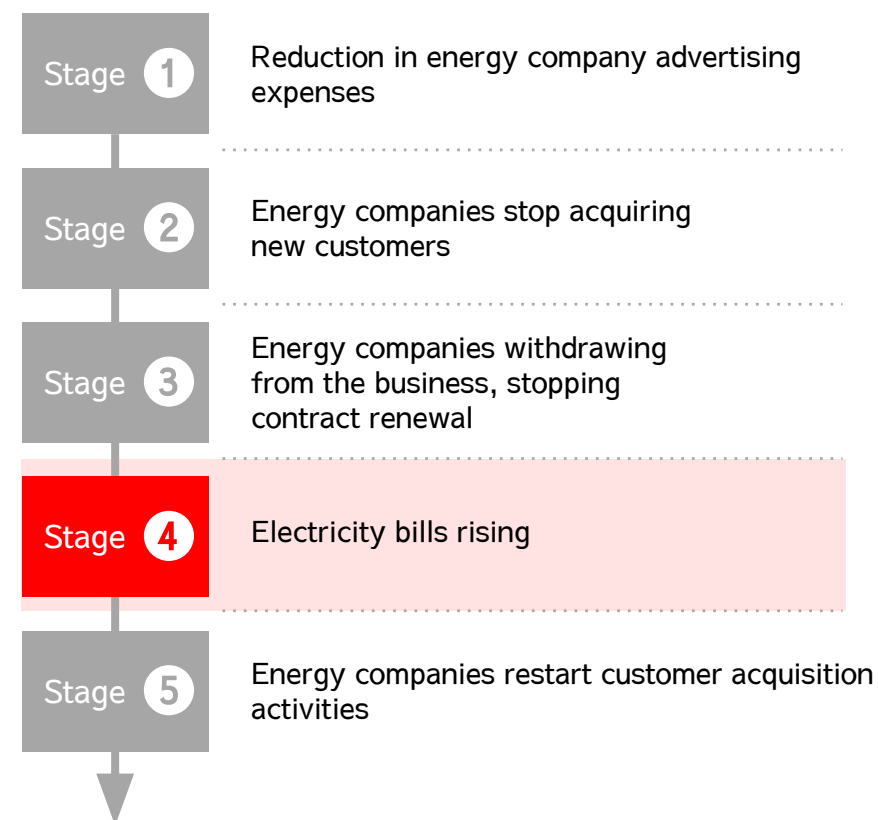 Stage 1
Reduction in energy company advertising
expenses
Stage 2
Energy companies stop acquiring
new customers
Stage 3
Energy companies withdrawing
from the business, stopping
contract renewal
Stage 4
Electricity bills rising
Stage 5
Energy companies restart customer acquisition
activities